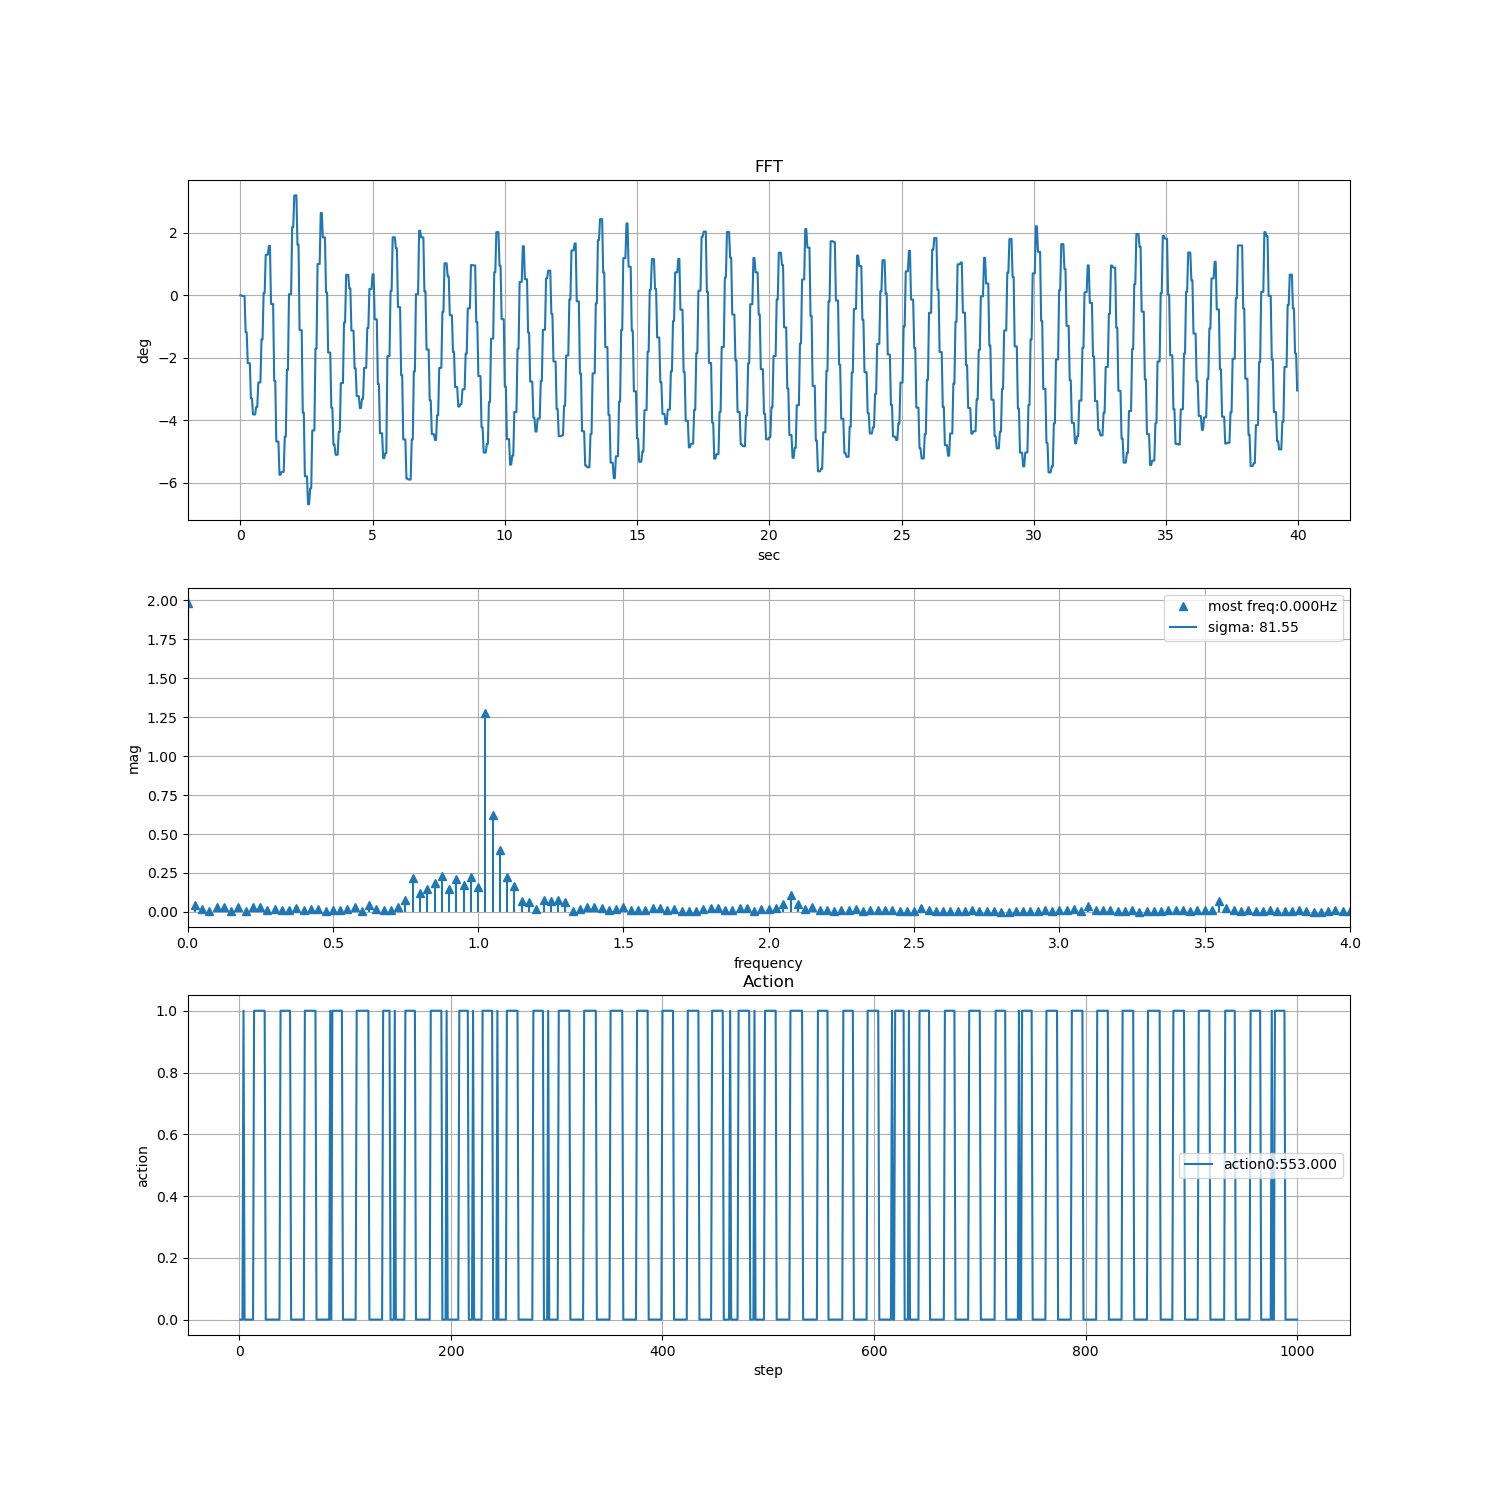 FFT
2
0
−2
−4
−6
deg
0 5 10 15 20 25 30 35 40
sec
2.00
1.75
1.50
1.25
1.00
0.75
0.50
0.25
0.00
mag
most freq:0.000Hz
sigma: 81.55
0.0 0.5 1.0 1.5 2.0 2.5 3.0 3.5 4.0
frequency
Action
1.0
0.8
0.6
0.4
0.2
0.0
action
action0:553.000
0 200 400 600 800 1000
step